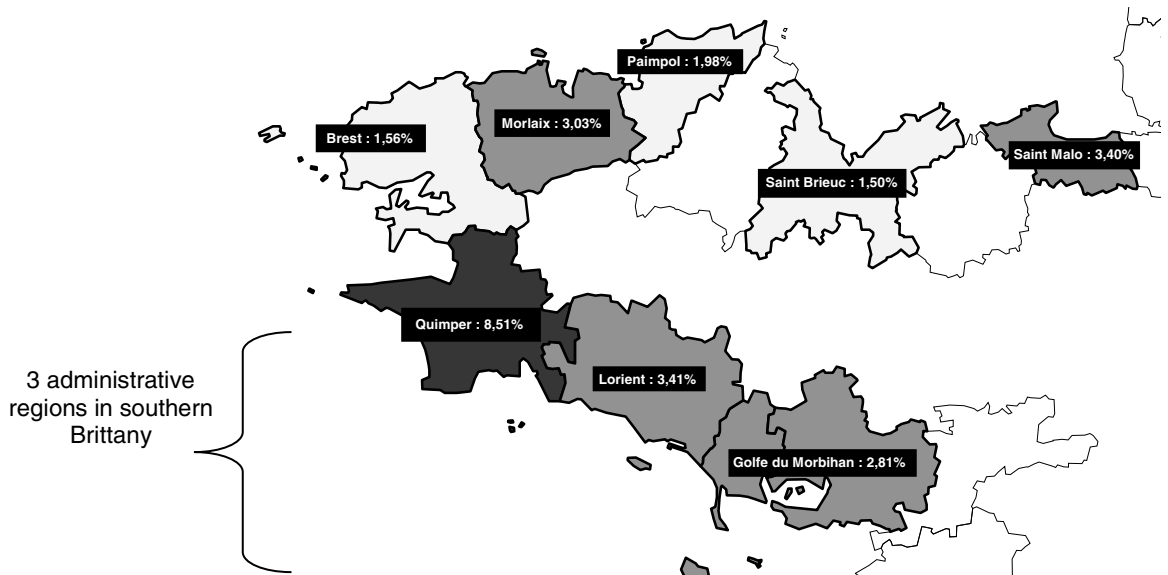 Paimpol : 1,98%
Morlaix : 3,03%
Brest : 1,56%
Saint Malo : 3,40%
Saint Brieuc : 1,50%
Quimper : 8,51%
3 administrative
regions in southern
Brittany
Lorient : 3,41%
Golfe du Morbihan : 2,81%